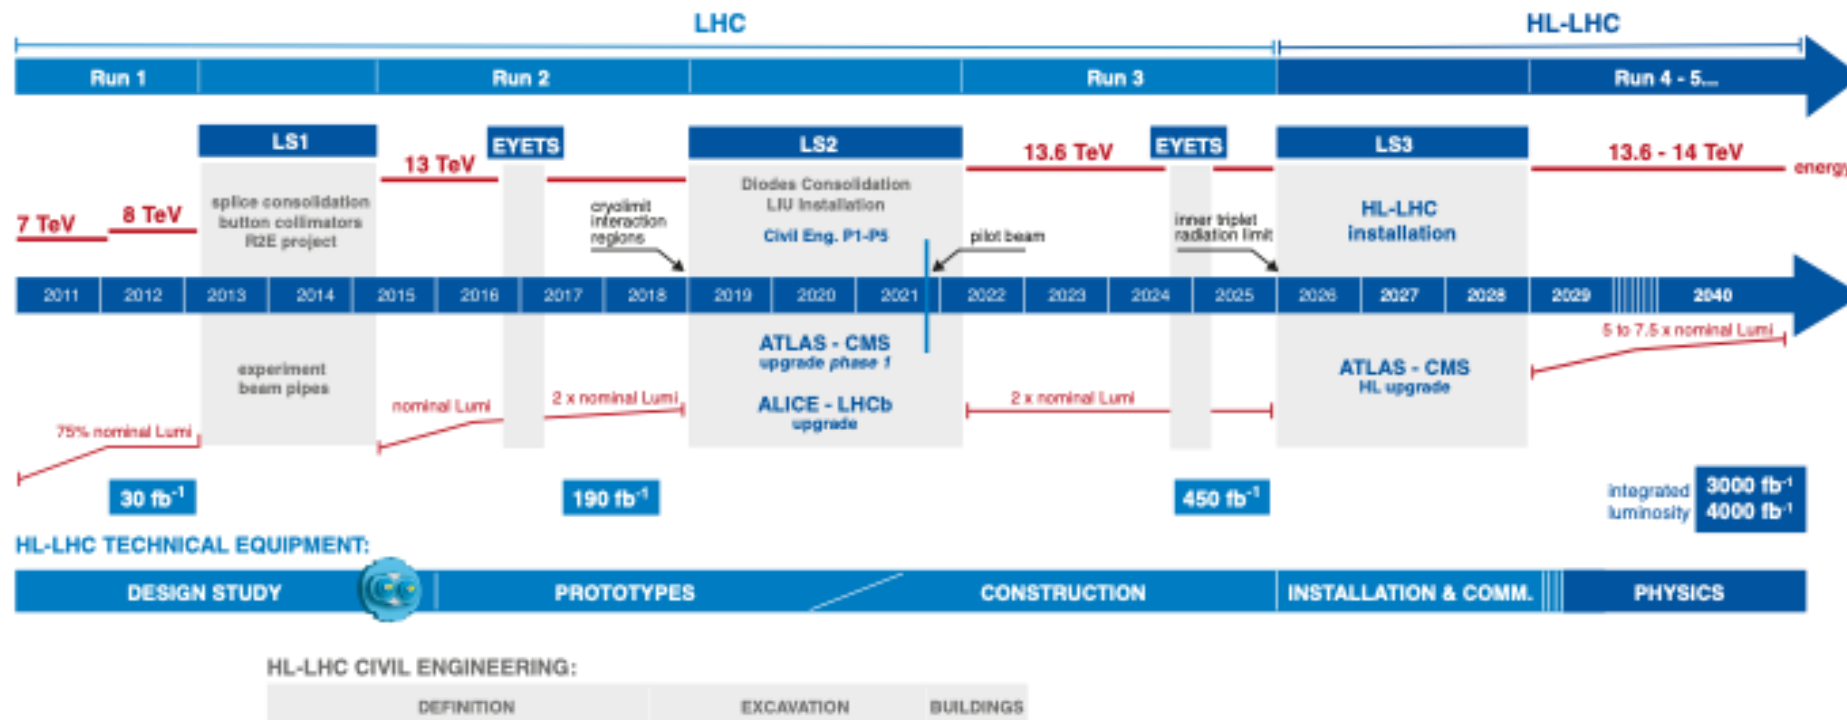 LHC
HL-LHC
Run 1
Run 2
Run 3
Run 4 - 5...
LS1
EYETS
LS2
EYETS
LS3
13 TeV
13.6 TeV
13.6 - 14 TeV
energy
7 TeV
8 TeV
splice consolidation
button collimators
R2E project
cryolimit
interaction
regions
Diodes Consolidation
LIU Installation
Civil Eng. P1-P5
pilot beam
inner triplet
radiation limit
HL-LHC
installation
2011
2012
2013
2014
2015
2016
2017
2018
2019
2020
2021
2022
2023
2024
2025
2026
2027
2028
2029
2040
5 to 7.5 x nominal Lumi
experiment
beam pipes
ATLAS - CMS
upgrade phase 1
ALICE - LHCb
upgrade
ATLAS - CMS
HL upgrade
75% nominal Lumi
nominal Lumi
2 x nominal Lumi
2 x nominal Lumi
30 fb⁻¹
190 fb⁻¹
450 fb⁻¹
integrated
luminosity
3000 fb⁻¹
4000 fb⁻¹
HL-LHC TECHNICAL EQUIPMENT:
DESIGN STUDY
PROTOTYPES
CONSTRUCTION
INSTALLATION & COMM.
PHYSICS
HL-LHC CIVIL ENGINEERING:
DEFINITION
EXCAVATION
BUILDINGS